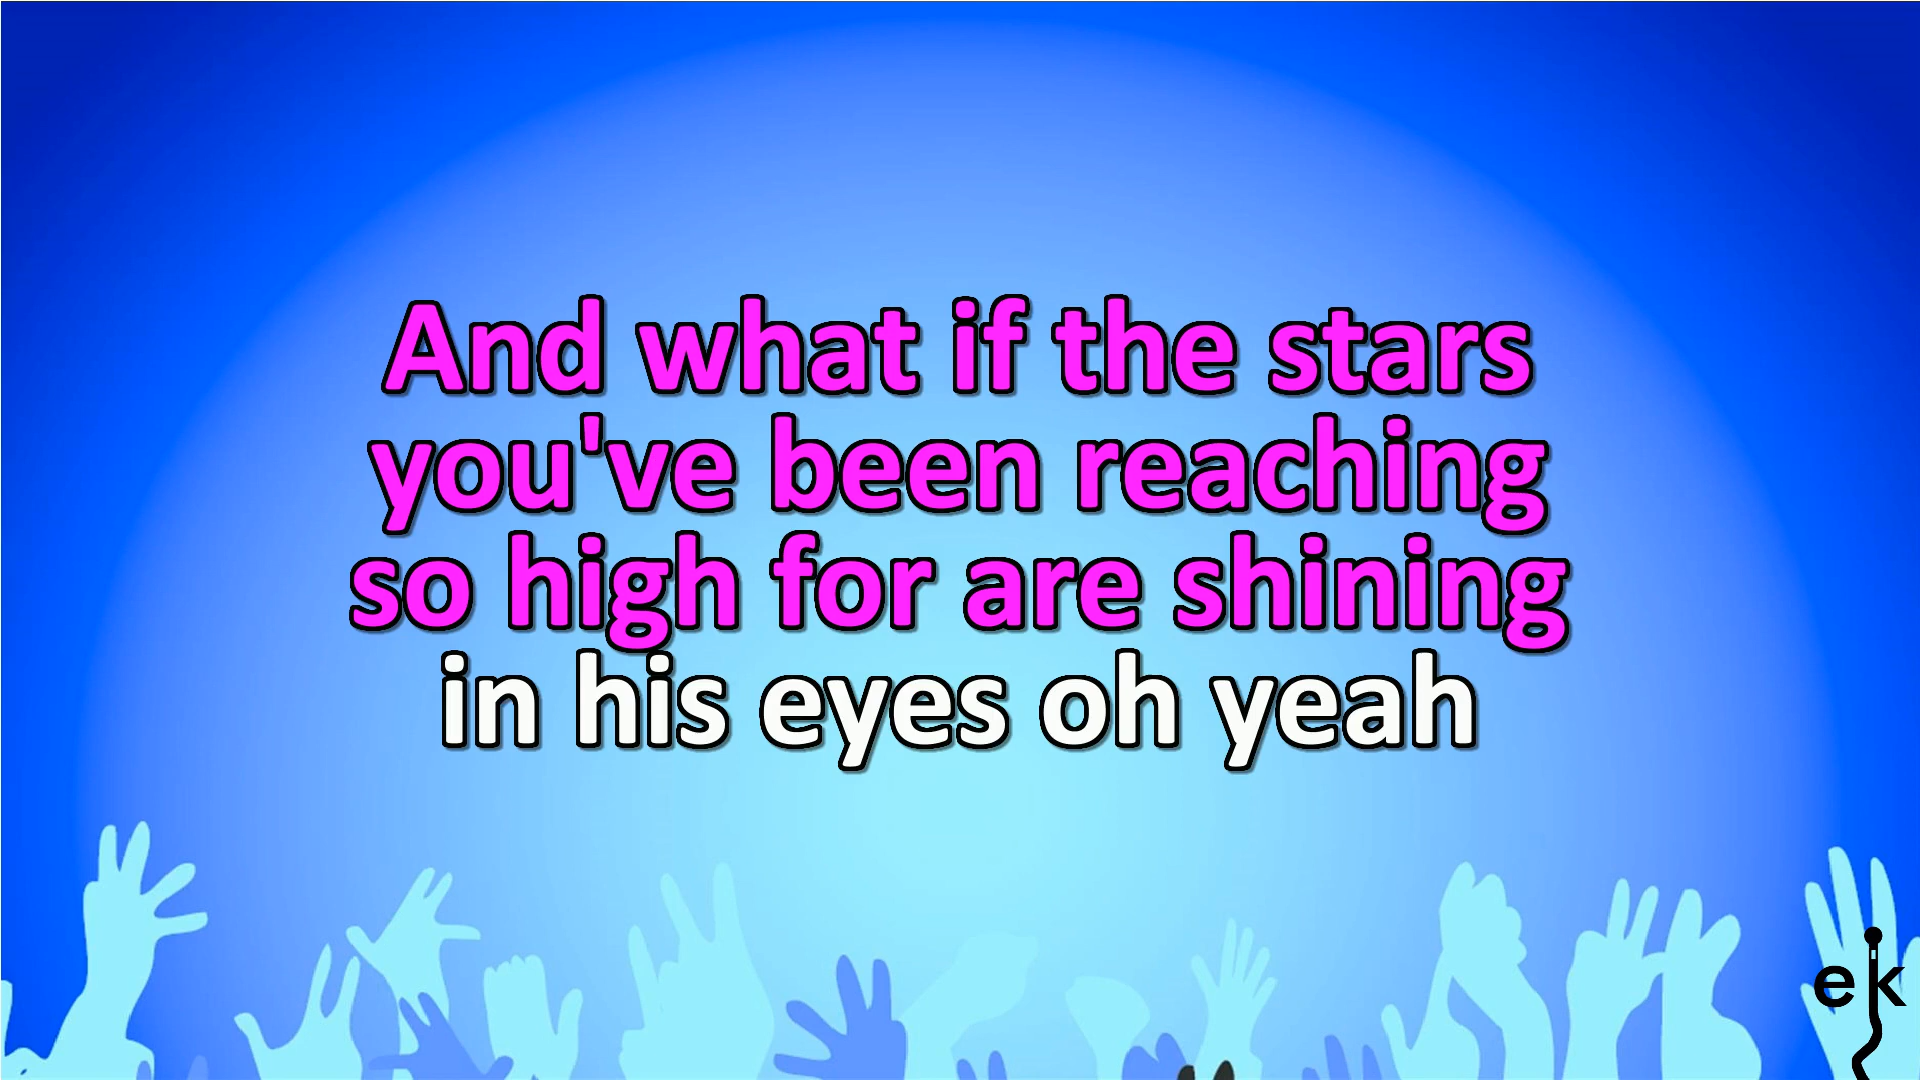 And what if the stars
you've been reaching
so high for are shining
in his eyes oh yeah
ek